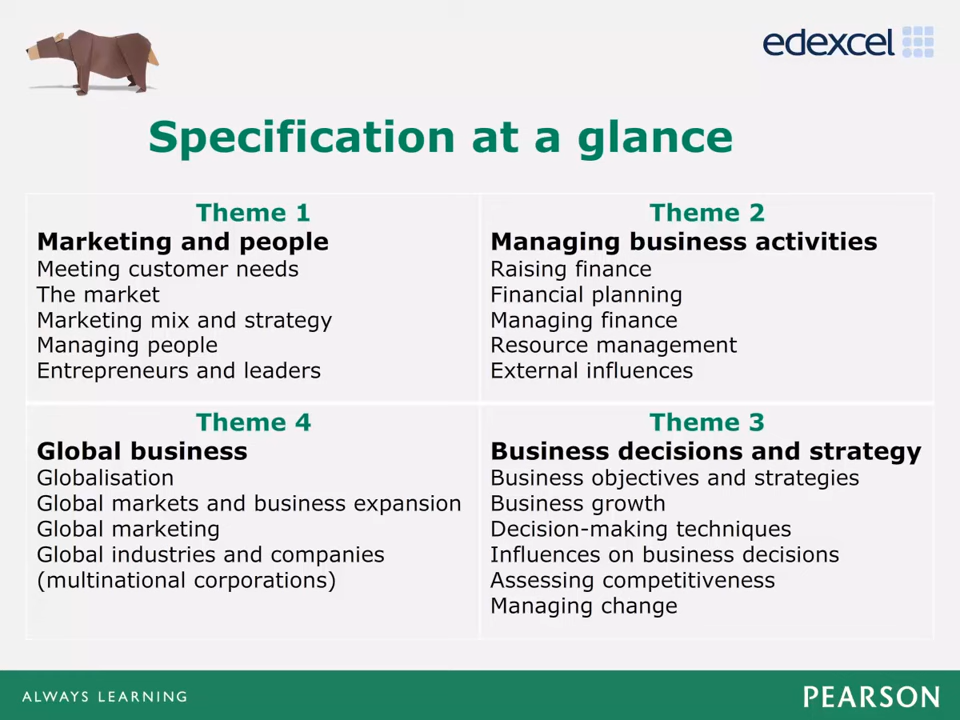 edexcel
Specification at a glance
Theme 1
Marketing and people
Meeting customer needs
The market
Marketing mix and strategy
Managing people
Entrepreneurs and leaders
Theme 2
Managing business activities
Raising finance
Financial planning
Managing finance
Resource management
External influences
Theme 4
Global business
Globalisation
Global markets and business expansion
Global marketing
Global industries and companies
(multinational corporations)
Theme 3
Business decisions and strategy
Business objectives and strategies
Business growth
Decision-making techniques
Influences on business decisions
Assessing competitiveness
Managing change
ALWAYS LEARNING
PEARSON